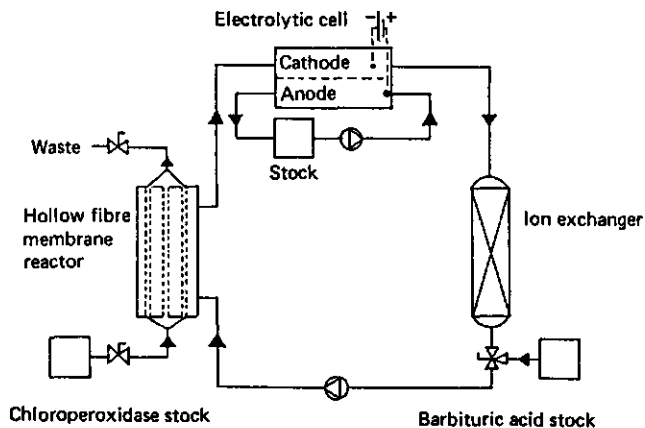 Electrolytic cell
− +
Cathode
Anode
Stock
Waste
Hollow fibre
membrane
reactor
Ion exchanger
Chloroperoxidase stock
Barbituric acid stock